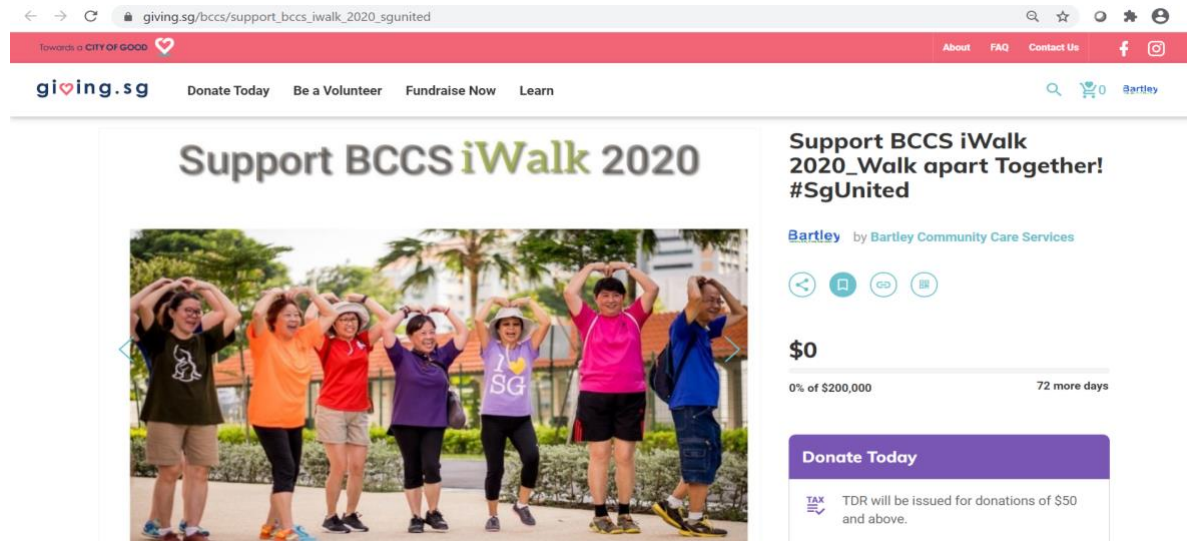 giving.sg/bccs/support_bccs_iwalk_2020_sgunited
Towards a CITY OF GOOD
About FAQ Contact Us
giving.sg Donate Today Be a Volunteer Fundraise Now Learn 0 Bartley
Support BCCS iWalk 2020
I
SG
Support BCCS iWalk
2020_Walk apart Together!
#SgUnited
Bartley by Bartley Community Care Services
$0
0% of $200,000 72 more days
Donate Today
TAX TDR will be issued for donations of $50
and above.